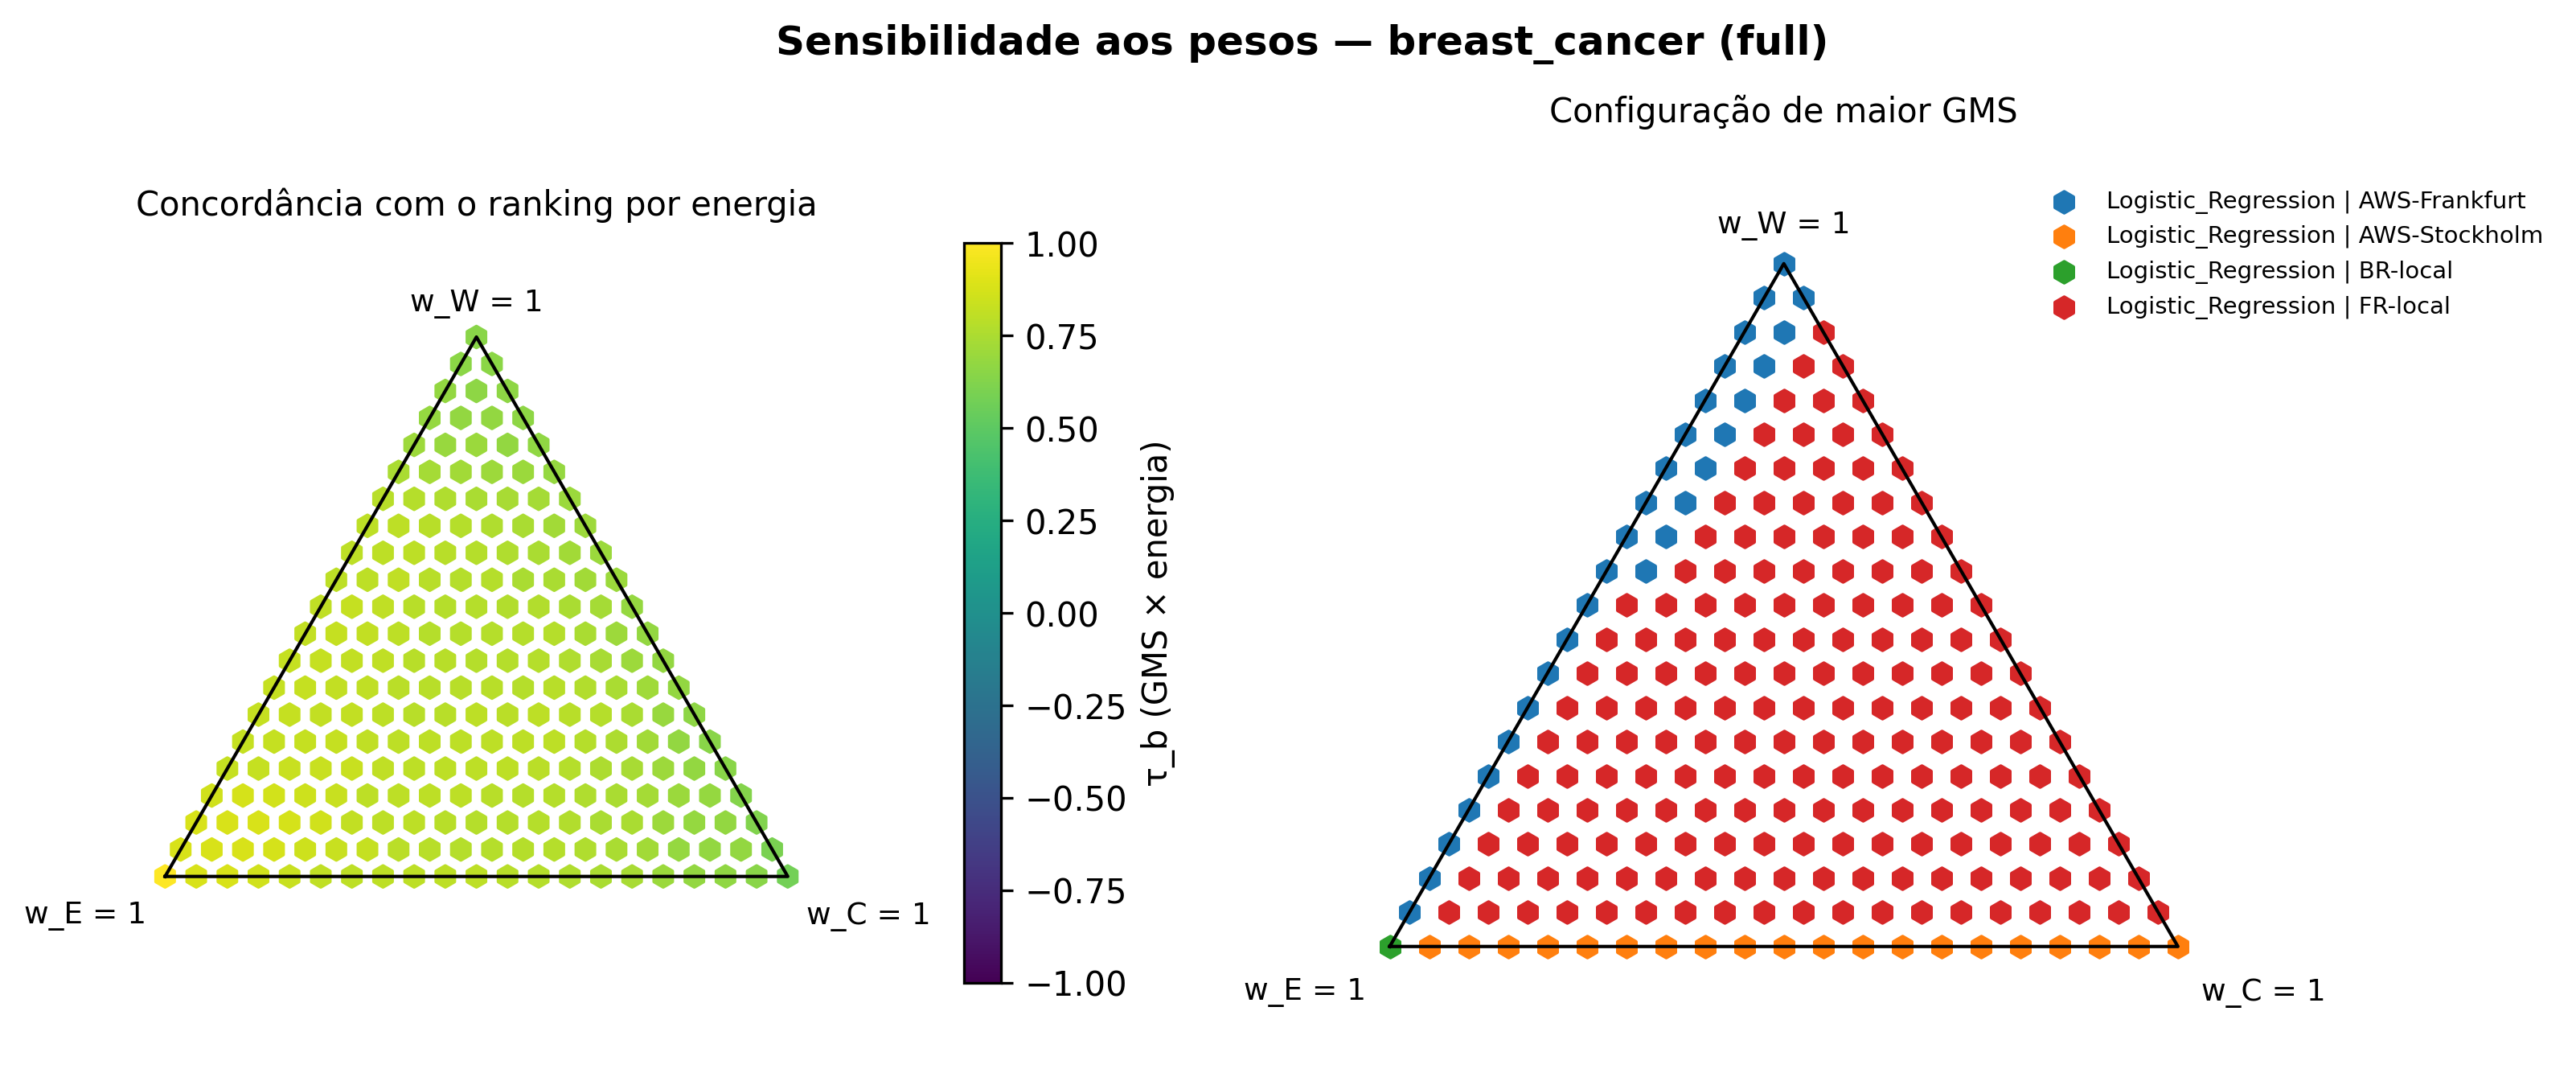 Sensibilidade aos pesos — breast_cancer (full)
Concordância com o ranking por energia
w_W = 1
w_E = 1
w_C = 1
1.00
0.75
0.50
0.25
0.00
−0.25
−0.50
−0.75
−1.00
τ_b (GMS × energia)
Configuração de maior GMS
w_W = 1
w_E = 1
w_C = 1
Logistic_Regression | AWS-Frankfurt
Logistic_Regression | AWS-Stockholm
Logistic_Regression | BR-local
Logistic_Regression | FR-local